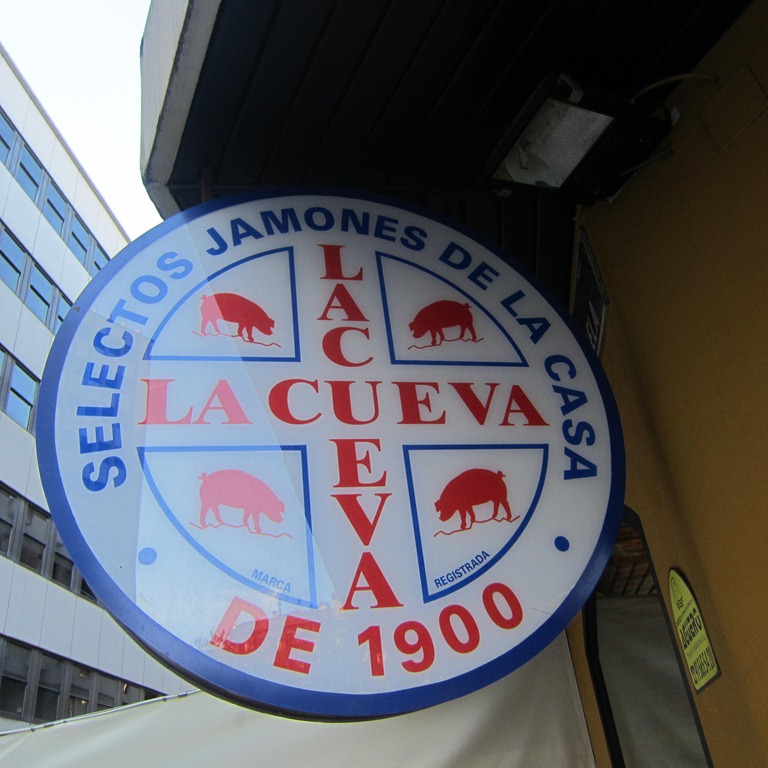 SELECTOS JAMONES DE LA CASA
LA CUEVA
LA CUEVA
MARCA
REGISTRADA
DE 1900